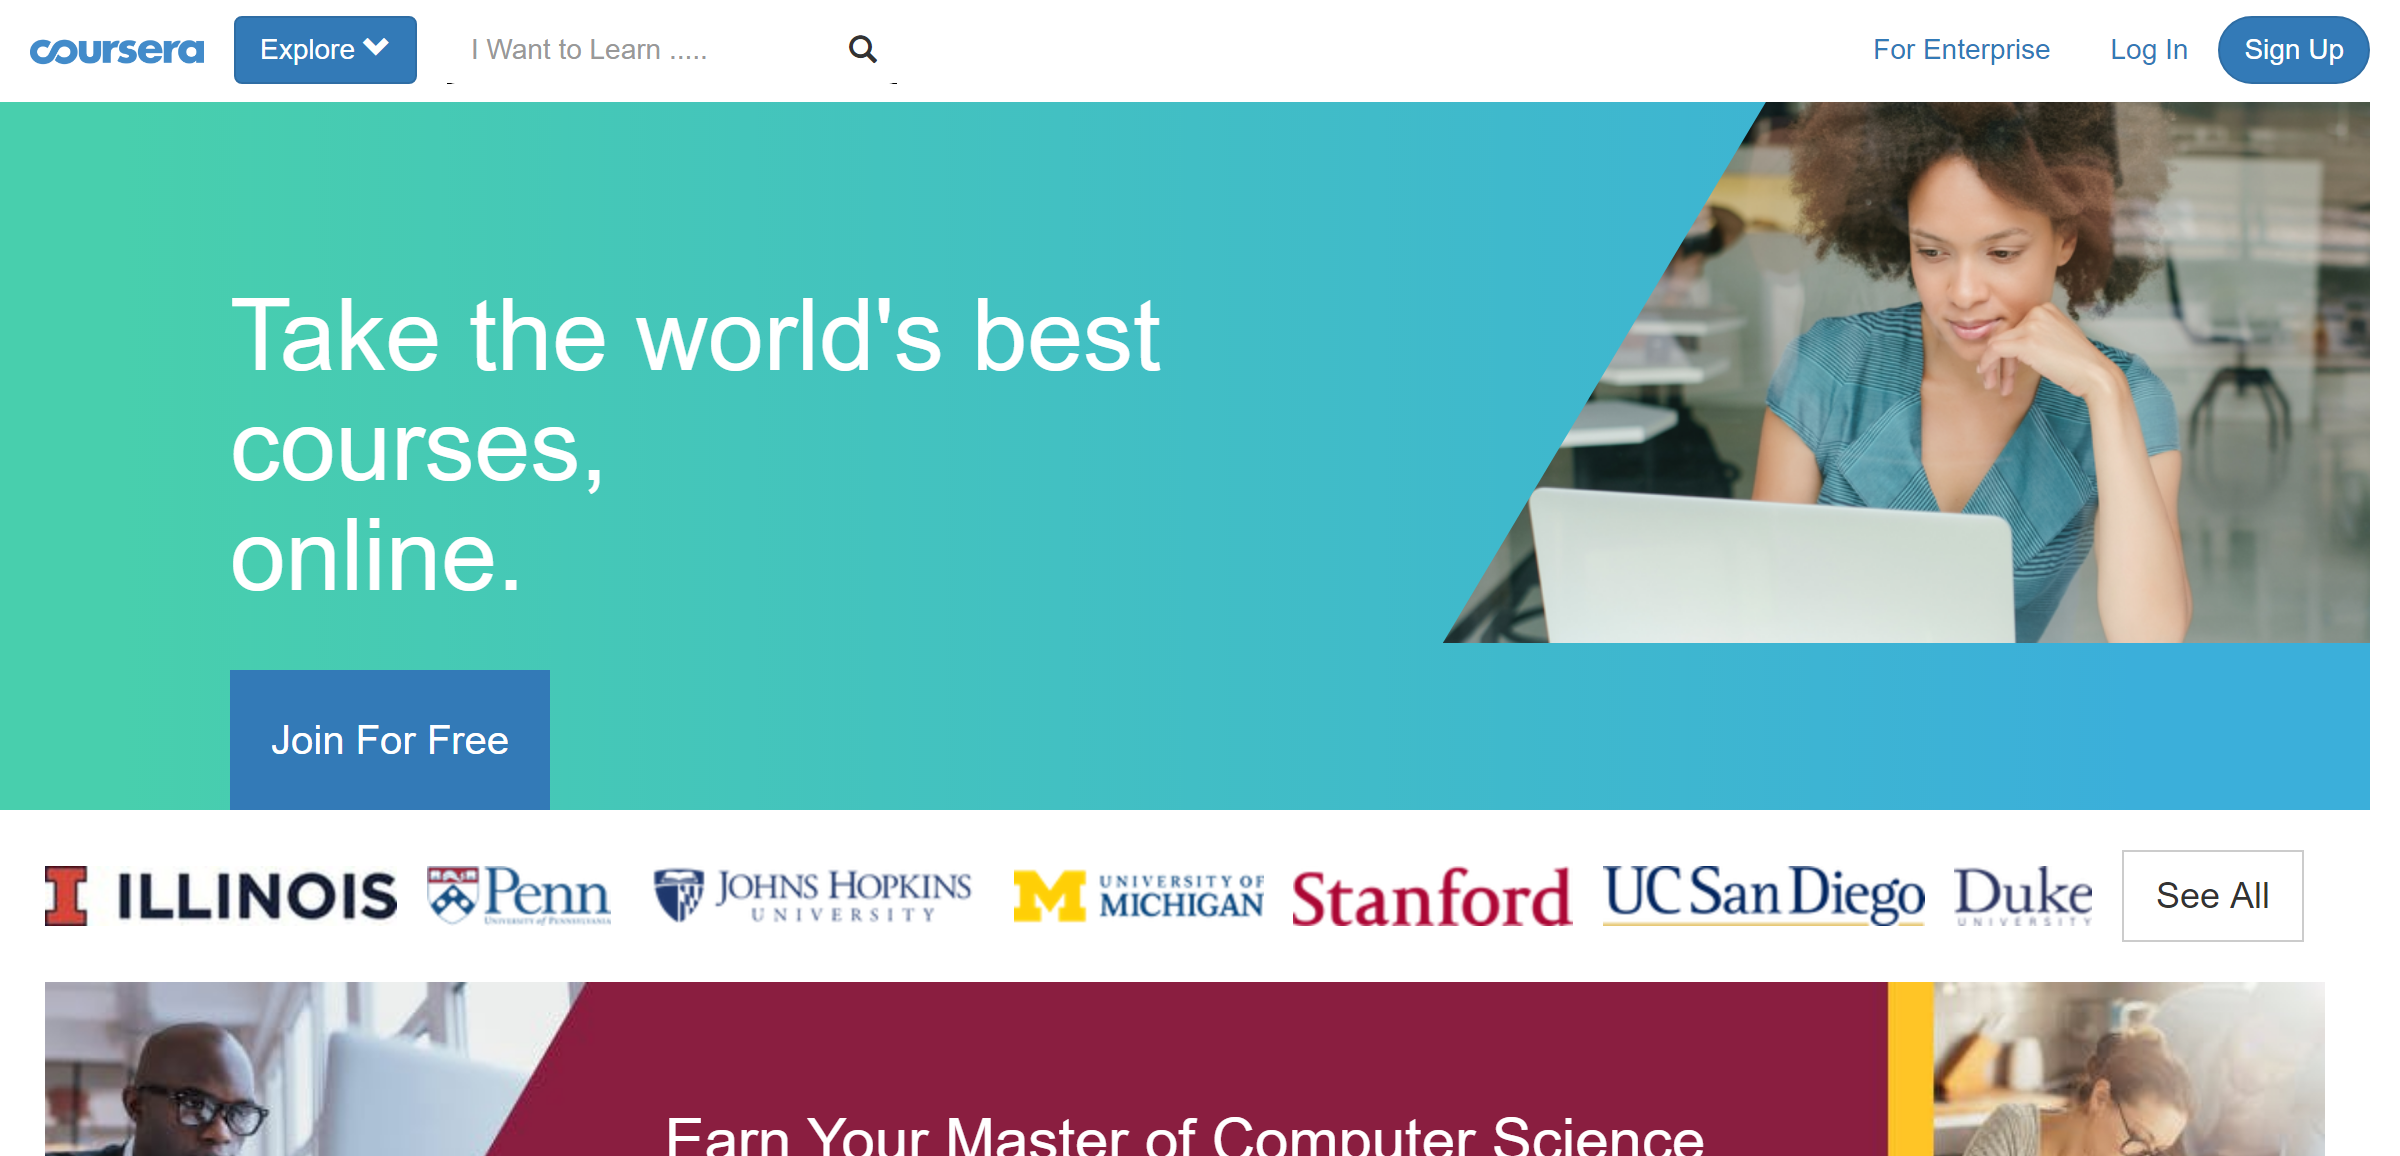 coursera
Explore
I Want to Learn .....
For Enterprise
Log In
Sign Up
Take the world's best
courses,
online.
Join For Free
I ILLINOIS
Penn
UNIVERSITY of PENNSYLVANIA
JOHNS HOPKINS
UNIVERSITY
M
UNIVERSITY OF
MICHIGAN
Stanford
UC San Diego
Duke
UNIVERSITY
See All
Earn Your Master of Computer Science